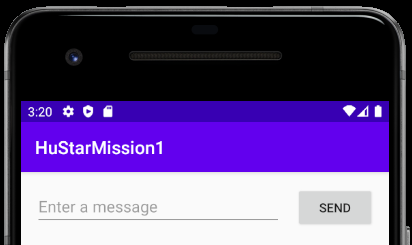 3:20
HuStarMission1
Enter a message
SEND